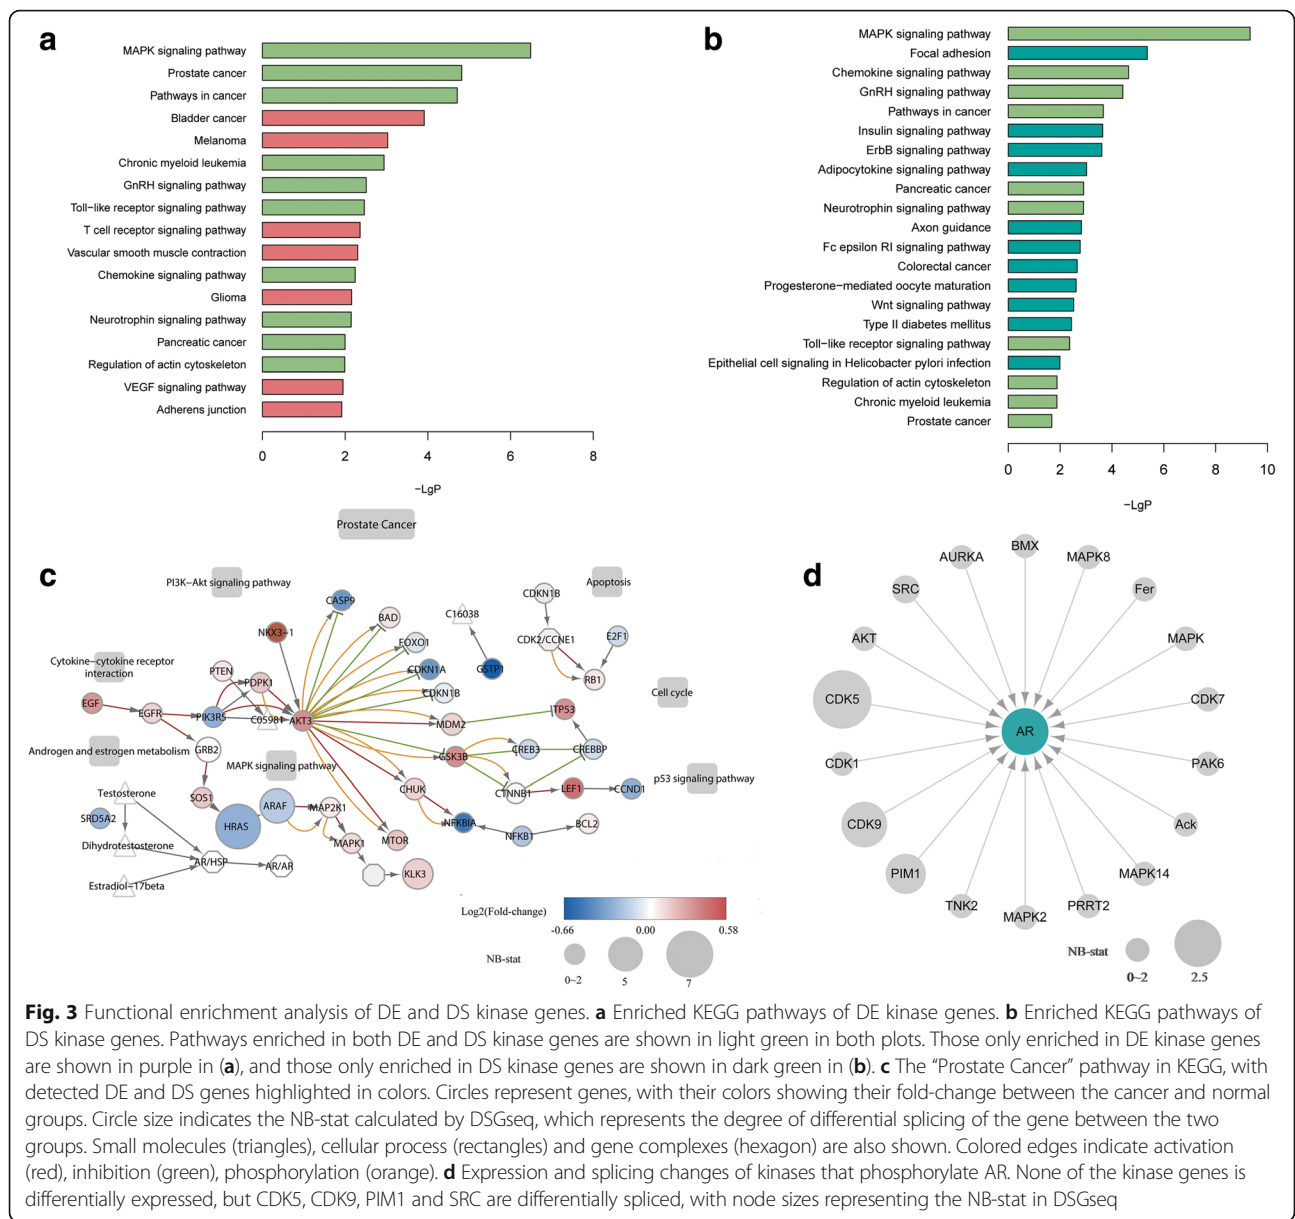 a
MAPK signaling pathway
Prostate cancer
Pathways in cancer
Bladder cancer
Melanoma
Chronic myeloid leukemia
GnRH signaling pathway
Toll−like receptor signaling pathway
T cell receptor signaling pathway
Vascular smooth muscle contraction
Chemokine signaling pathway
Glioma
Neurotrophin signaling pathway
Pancreatic cancer
Regulation of actin cytoskeleton
VEGF signaling pathway
Adherens junction
0 2 4 6 8
−LgP
b
MAPK signaling pathway
Focal adhesion
Chemokine signaling pathway
GnRH signaling pathway
Pathways in cancer
Insulin signaling pathway
ErbB signaling pathway
Adipocytokine signaling pathway
Pancreatic cancer
Neurotrophin signaling pathway
Axon guidance
Fc epsilon RI signaling pathway
Colorectal cancer
Progesterone−mediated oocyte maturation
Wnt signaling pathway
Type II diabetes mellitus
Toll−like receptor signaling pathway
Epithelial cell signaling in Helicobacter pylori infection
Regulation of actin cytoskeleton
Chronic myeloid leukemia
Prostate cancer
0 2 4 6 8 10
−LgP
c
Prostate Cancer
PI3K−Akt signaling pathway
Apoptosis
CASP9
BAD
C16038
CDKN1B
NKX3−1
FOXO1
CDK2/CCNE1
E2F1
Cytokine−cytokine receptor
interaction
PTEN
PDPK1
CDKN1A
GSTP1
RB1
CDKN1B
Cell cycle
EGF
EGFR
PIK3R5
C05981
AKT3
MDM2
TP53
Androgen and estrogen metabolism
GRB2
MAPK signaling pathway
GSK3B
CREB3
CREBBP
p53 signaling pathway
Testosterone
SOS1
ARAF
MAP2K1
CHUK
CTNNB1
LEF1
CCND1
SRD5A2
HRAS
NFKBIA
NFKB1
BCL2
Dihydrotestosterone
MAPK1
MTOR
AR/HSP
AR/AR
KLK3
Estradiol−17beta
Log2(Fold-change)
-0.66 0.00 0.58
NB-stat
0~2 5 7
d
BMX
AURKA
MAPK8
SRC
Fer
AKT
MAPK
CDK5
CDK7
AR
CDK1
PAK6
CDK9
Ack
PIM1
MAPK14
TNK2
MAPK2
PRRT2
NB-stat
0~2 2.5
Fig. 3 Functional enrichment analysis of DE and DS kinase genes. a Enriched KEGG pathways of DE kinase genes. b Enriched KEGG pathways of
DS kinase genes. Pathways enriched in both DE and DS kinase genes are shown in light green in both plots. Those only enriched in DE kinase genes
are shown in purple in (a), and those only enriched in DS kinase genes are shown in dark green in (b). c The “Prostate Cancer” pathway in KEGG, with
detected DE and DS genes highlighted in colors. Circles represent genes, with their colors showing their fold-change between the cancer and normal
groups. Circle size indicates the NB-stat calculated by DSGseq, which represents the degree of differential splicing of the gene between the two
groups. Small molecules (triangles), cellular process (rectangles) and gene complexes (hexagon) are also shown. Colored edges indicate activation
(red), inhibition (green), phosphorylation (orange). d Expression and splicing changes of kinases that phosphorylate AR. None of the kinase genes is
differentially expressed, but CDK5, CDK9, PIM1 and SRC are differentially spliced, with node sizes representing the NB-stat in DSGseq